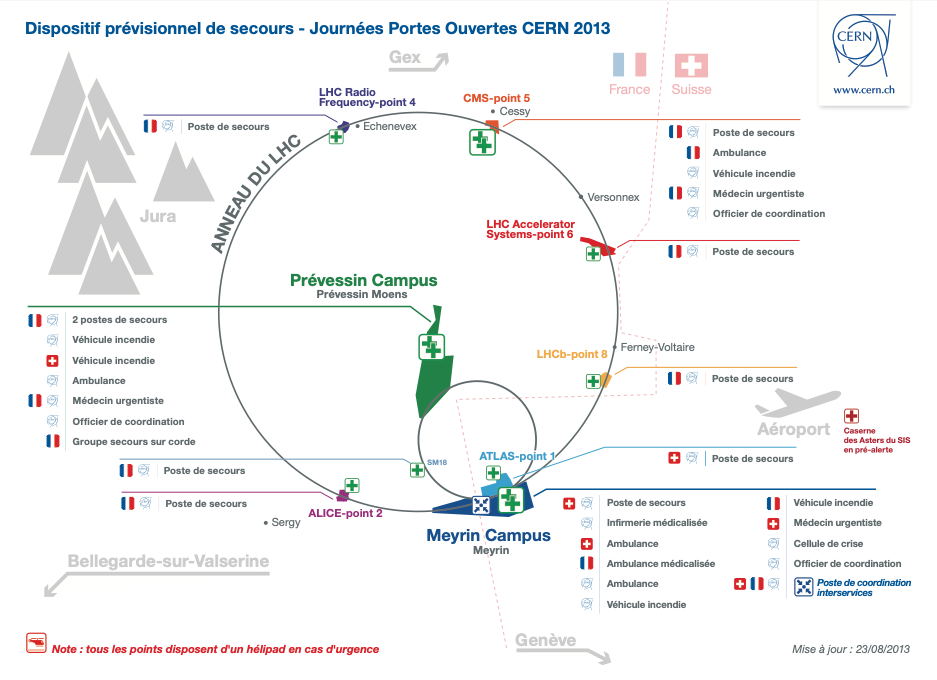 Dispositif prévisionnel de secours - Journées Portes Ouvertes CERN 2013
CERN
www.cern.ch
Gex
France
Suisse
LHC Radio
Frequency-point 4
Echenevex
Poste de secours
CMS-point 5
Cessy
Poste de secours
Ambulance
Véhicule incendie
Médecin urgentiste
Officier de coordination
ANNEAU DU LHC
Jura
Versonnex
LHC Accelerator
Systems-point 6
Poste de secours
Prévessin Campus
Prévessin Moens
2 postes de secours
Véhicule incendie
Véhicule incendie
Ambulance
Médecin urgentiste
Officier de coordination
Groupe secours sur corde
Ferney-Voltaire
LHCb-point 8
Poste de secours
Aéroport
Caserne
des Asters du SIS
en pré-alerte
SM18
Poste de secours
ATLAS-point 1
Poste de secours
Poste de secours
ALICE-point 2
Sergy
Meyrin Campus
Meyrin
Poste de secours
Infirmerie médicalisée
Ambulance
Ambulance médicalisée
Ambulance
Véhicule incendie
Véhicule incendie
Médecin urgentiste
Cellule de crise
Officier de coordination
Poste de coordination
interservices
Bellegarde-sur-Valserine
Genève
Note : tous les points disposent d'un hélipad en cas d'urgence
Mise à jour : 23/08/2013